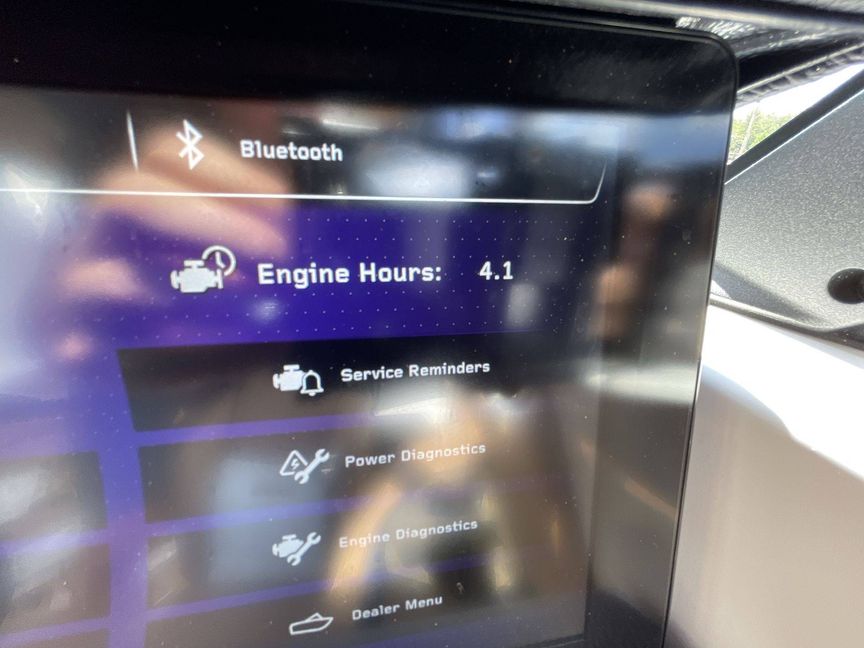 Bluetooth
Engine Hours: 4.1
Service Reminders
Power Diagnostics
Engine Diagnostics
Dealer Menu